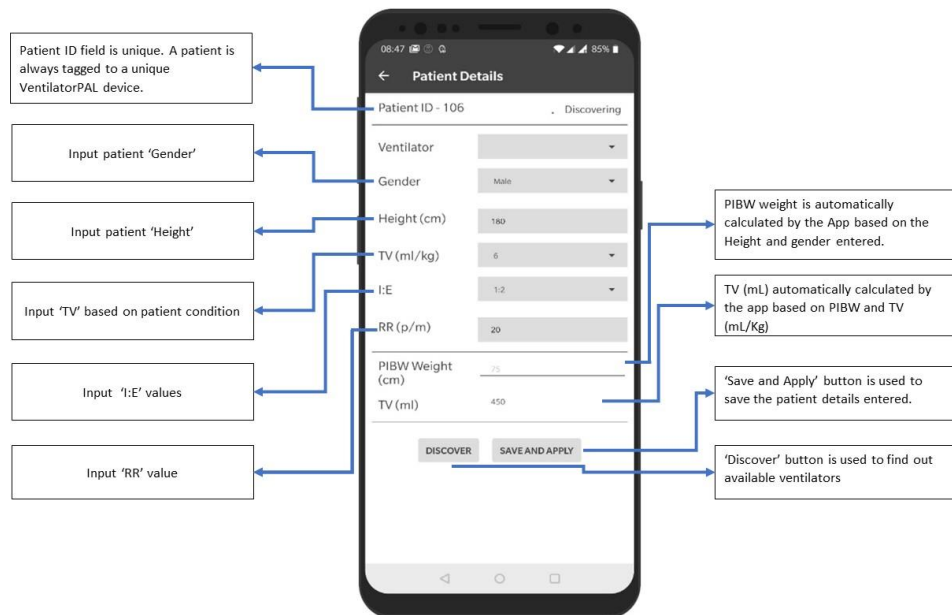 Patient ID field is unique. A patient is
always tagged to a unique
VentilatorPAL device.
Input patient ‘Gender’
Input patient ‘Height’
Input ‘TV’ based on patient condition
Input ‘I:E’ values
Input ‘RR’ value
08:47 85%
Patient Details
Patient ID - 106 . Discovering
Ventilator
Gender Male
Height (cm) 180
TV (ml/kg) 6
I:E 1:2
RR (p/m) 20
PIBW Weight
(cm) 75
TV (ml) 450
DISCOVER SAVE AND APPLY
PIBW weight is automatically
calculated by the App based on the
Height and gender entered.
TV (mL) automatically calculated by
the app based on PIBW and TV
(mL/Kg)
‘Save and Apply’ button is used to
save the patient details entered.
‘Discover’ button is used to find out
available ventilators